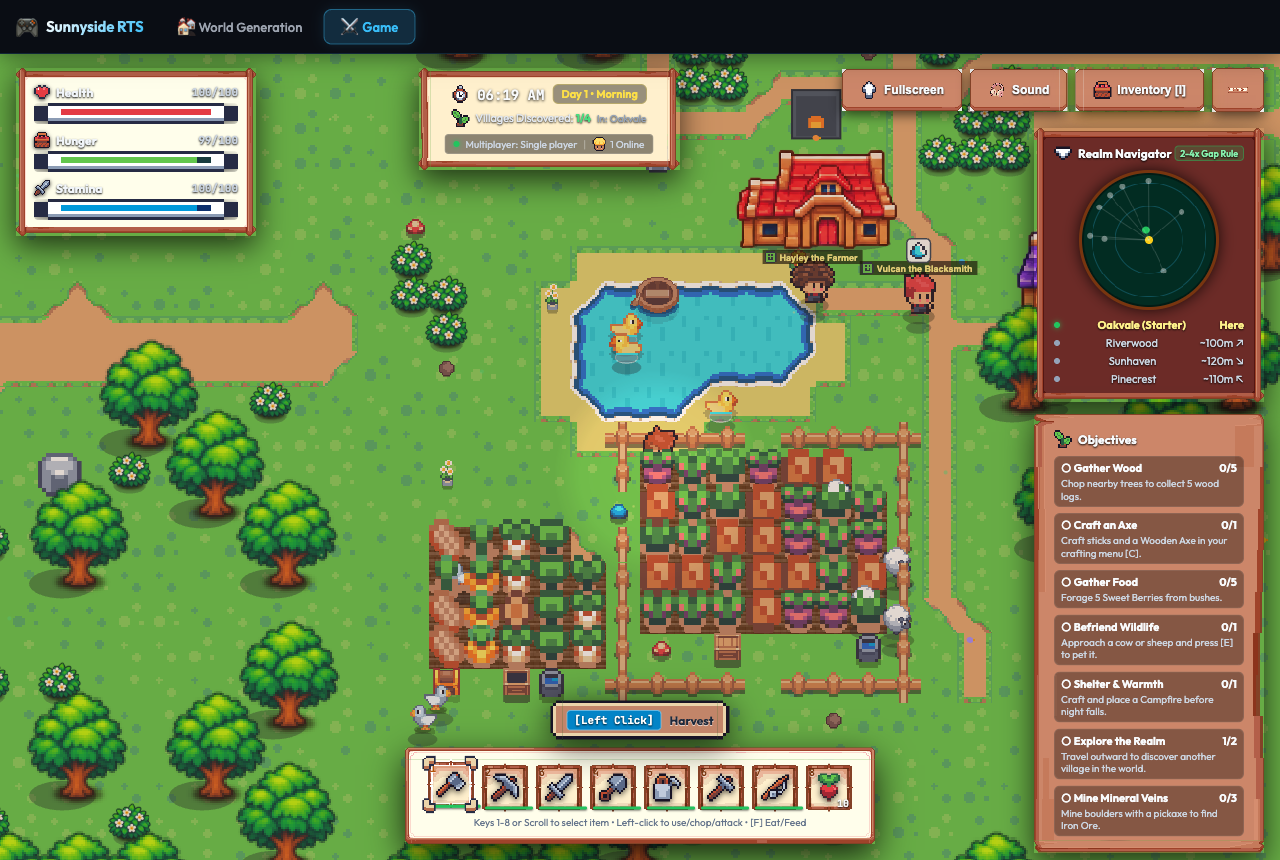 Sunnyside RTS
World Generation
Game
Health 100/100
Hunger 99/100
Stamina 100/100
06:19 AM Day 1 • Morning
Villages Discovered: 1/4 In: Oakvale
Multiplayer: Single player | 1 Online
Fullscreen
Sound
Inventory [I]
Realm Navigator 2-4x Gap Rule
Oakvale (Starter) Here
Riverwood ~100m ↗
Sunhaven ~120m ↘
Pinecrest ~110m ↖
Hayley the Farmer
Vulcan the Blacksmith
Objectives
Gather Wood 0/5
Chop nearby trees to collect 5 wood
logs.
Craft an Axe 0/1
Craft sticks and a Wooden Axe in your
crafting menu [C].
Gather Food 0/5
Forage 5 Sweet Berries from bushes.
Befriend Wildlife 0/1
Approach a cow or sheep and press [E]
to pet it.
Shelter & Warmth 0/1
Craft and place a Campfire before
night falls.
Explore the Realm 1/2
Travel outward to discover another
village in the world.
Mine Mineral Veins 0/3
Mine boulders with a pickaxe to find
Iron Ore.
[Left Click] Harvest
10
Keys 1-8 or Scroll to select item • Left-click to use/chop/attack • [F] Eat/Feed